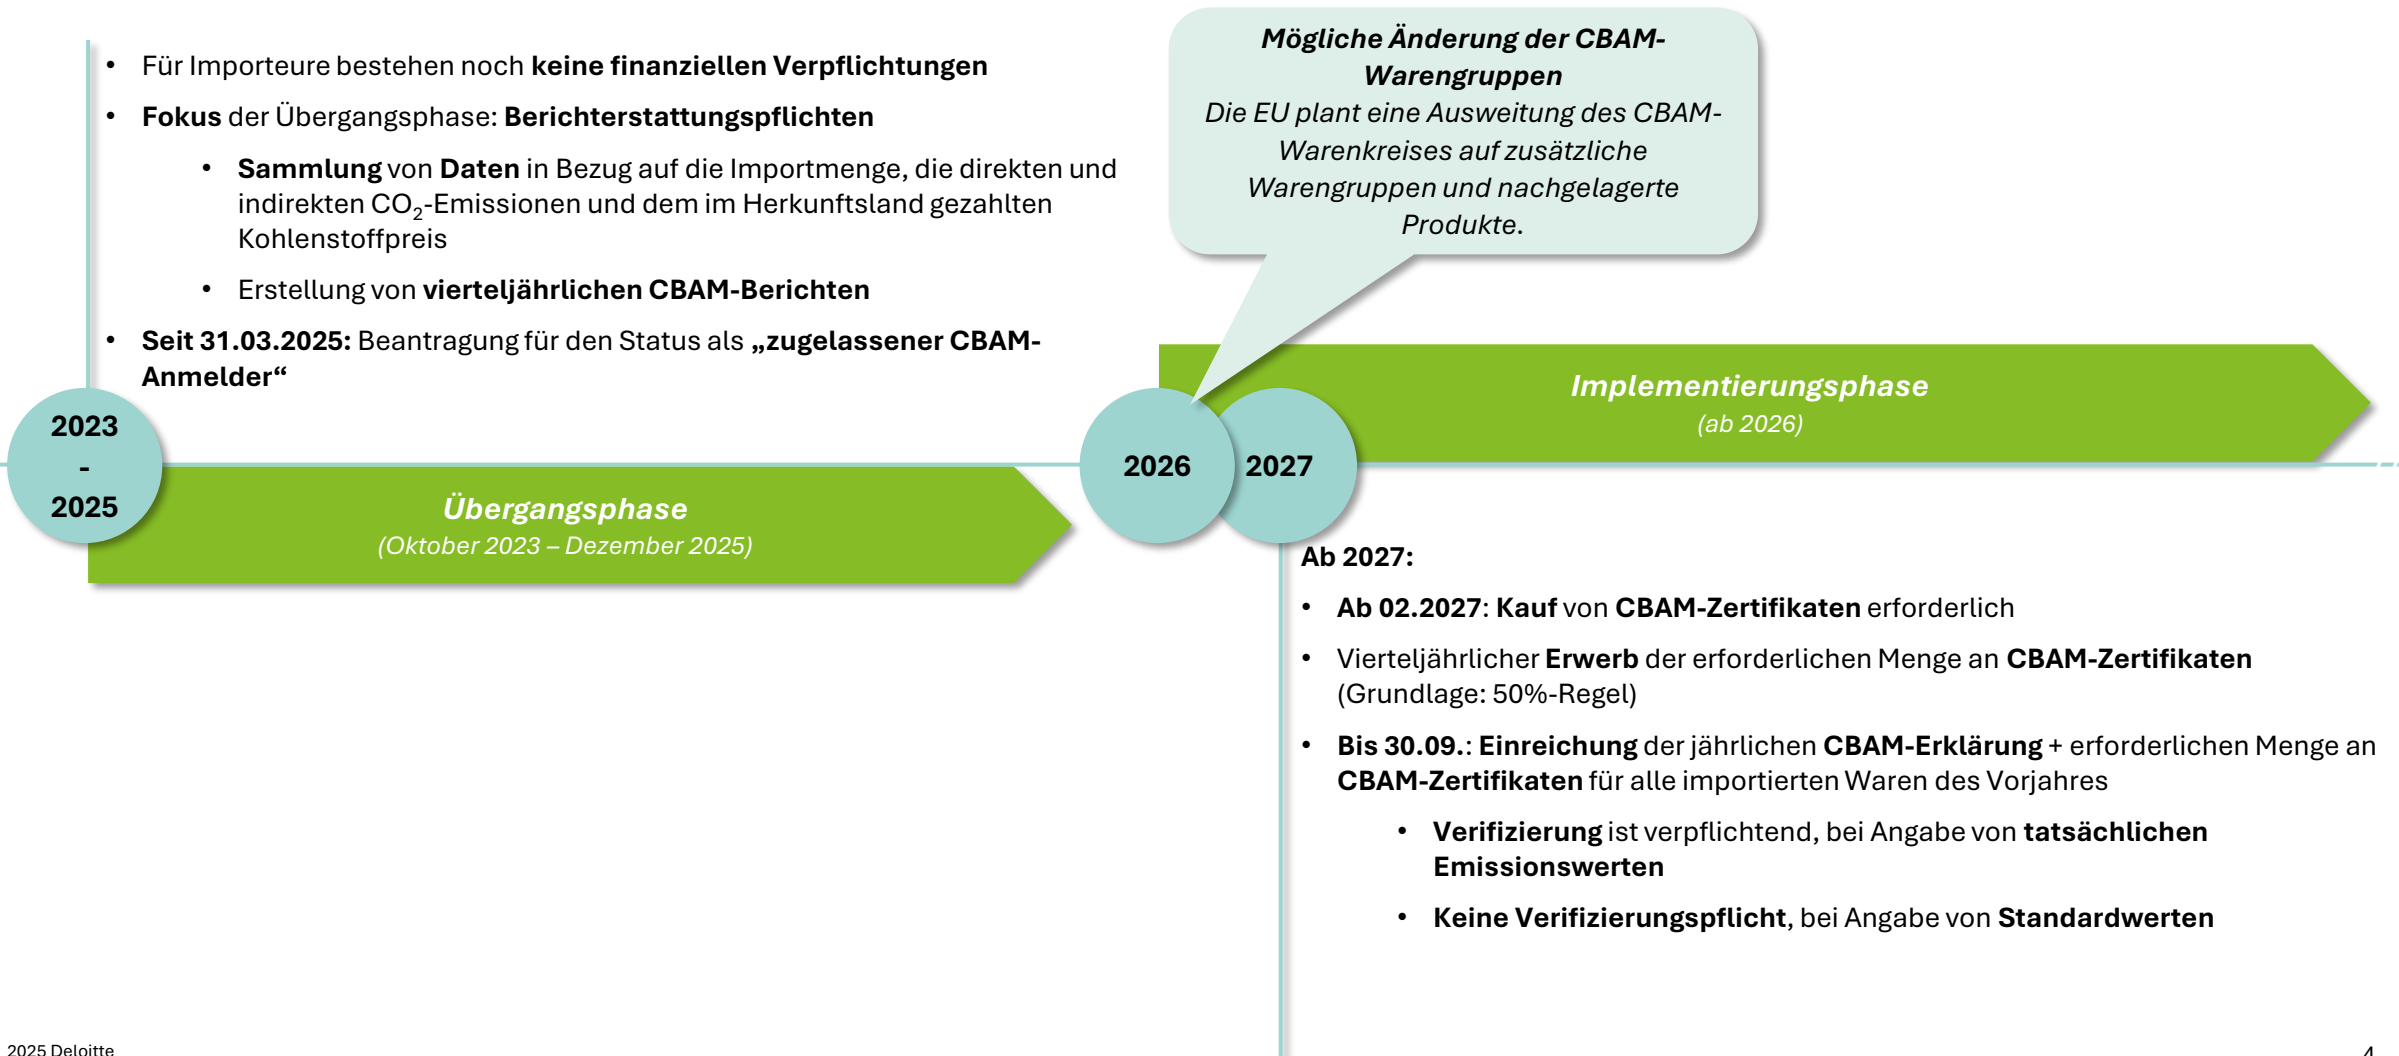 • Für Importeure bestehen noch keine finanziellen Verpflichtungen
• Fokus der Übergangsphase: Berichterstattungspflichten
• Sammlung von Daten in Bezug auf die Importmenge, die direkten und
indirekten CO₂-Emissionen und dem im Herkunftsland gezahlten
Kohlenstoffpreis
• Erstellung von vierteljährlichen CBAM-Berichten
• Seit 31.03.2025: Beantragung für den Status als „zugelassener CBAM-
Anmelder“
Mögliche Änderung der CBAM-
Warengruppen
Die EU plant eine Ausweitung des CBAM-
Warenkreises auf zusätzliche
Warengruppen und nachgelagerte
Produkte.
2023
-
2025
Übergangsphase
(Oktober 2023 – Dezember 2025)
2026
2027
Implementierungsphase
(ab 2026)
Ab 2027:
• Ab 02.2027: Kauf von CBAM-Zertifikaten erforderlich
• Vierteljährlicher Erwerb der erforderlichen Menge an CBAM-Zertifikaten
(Grundlage: 50%-Regel)
• Bis 30.09.: Einreichung der jährlichen CBAM-Erklärung + erforderlichen Menge an
CBAM-Zertifikaten für alle importierten Waren des Vorjahres
• Verifizierung ist verpflichtend, bei Angabe von tatsächlichen
Emissionswerten
• Keine Verifizierungspflicht, bei Angabe von Standardwerten
2025 Deloitte
4